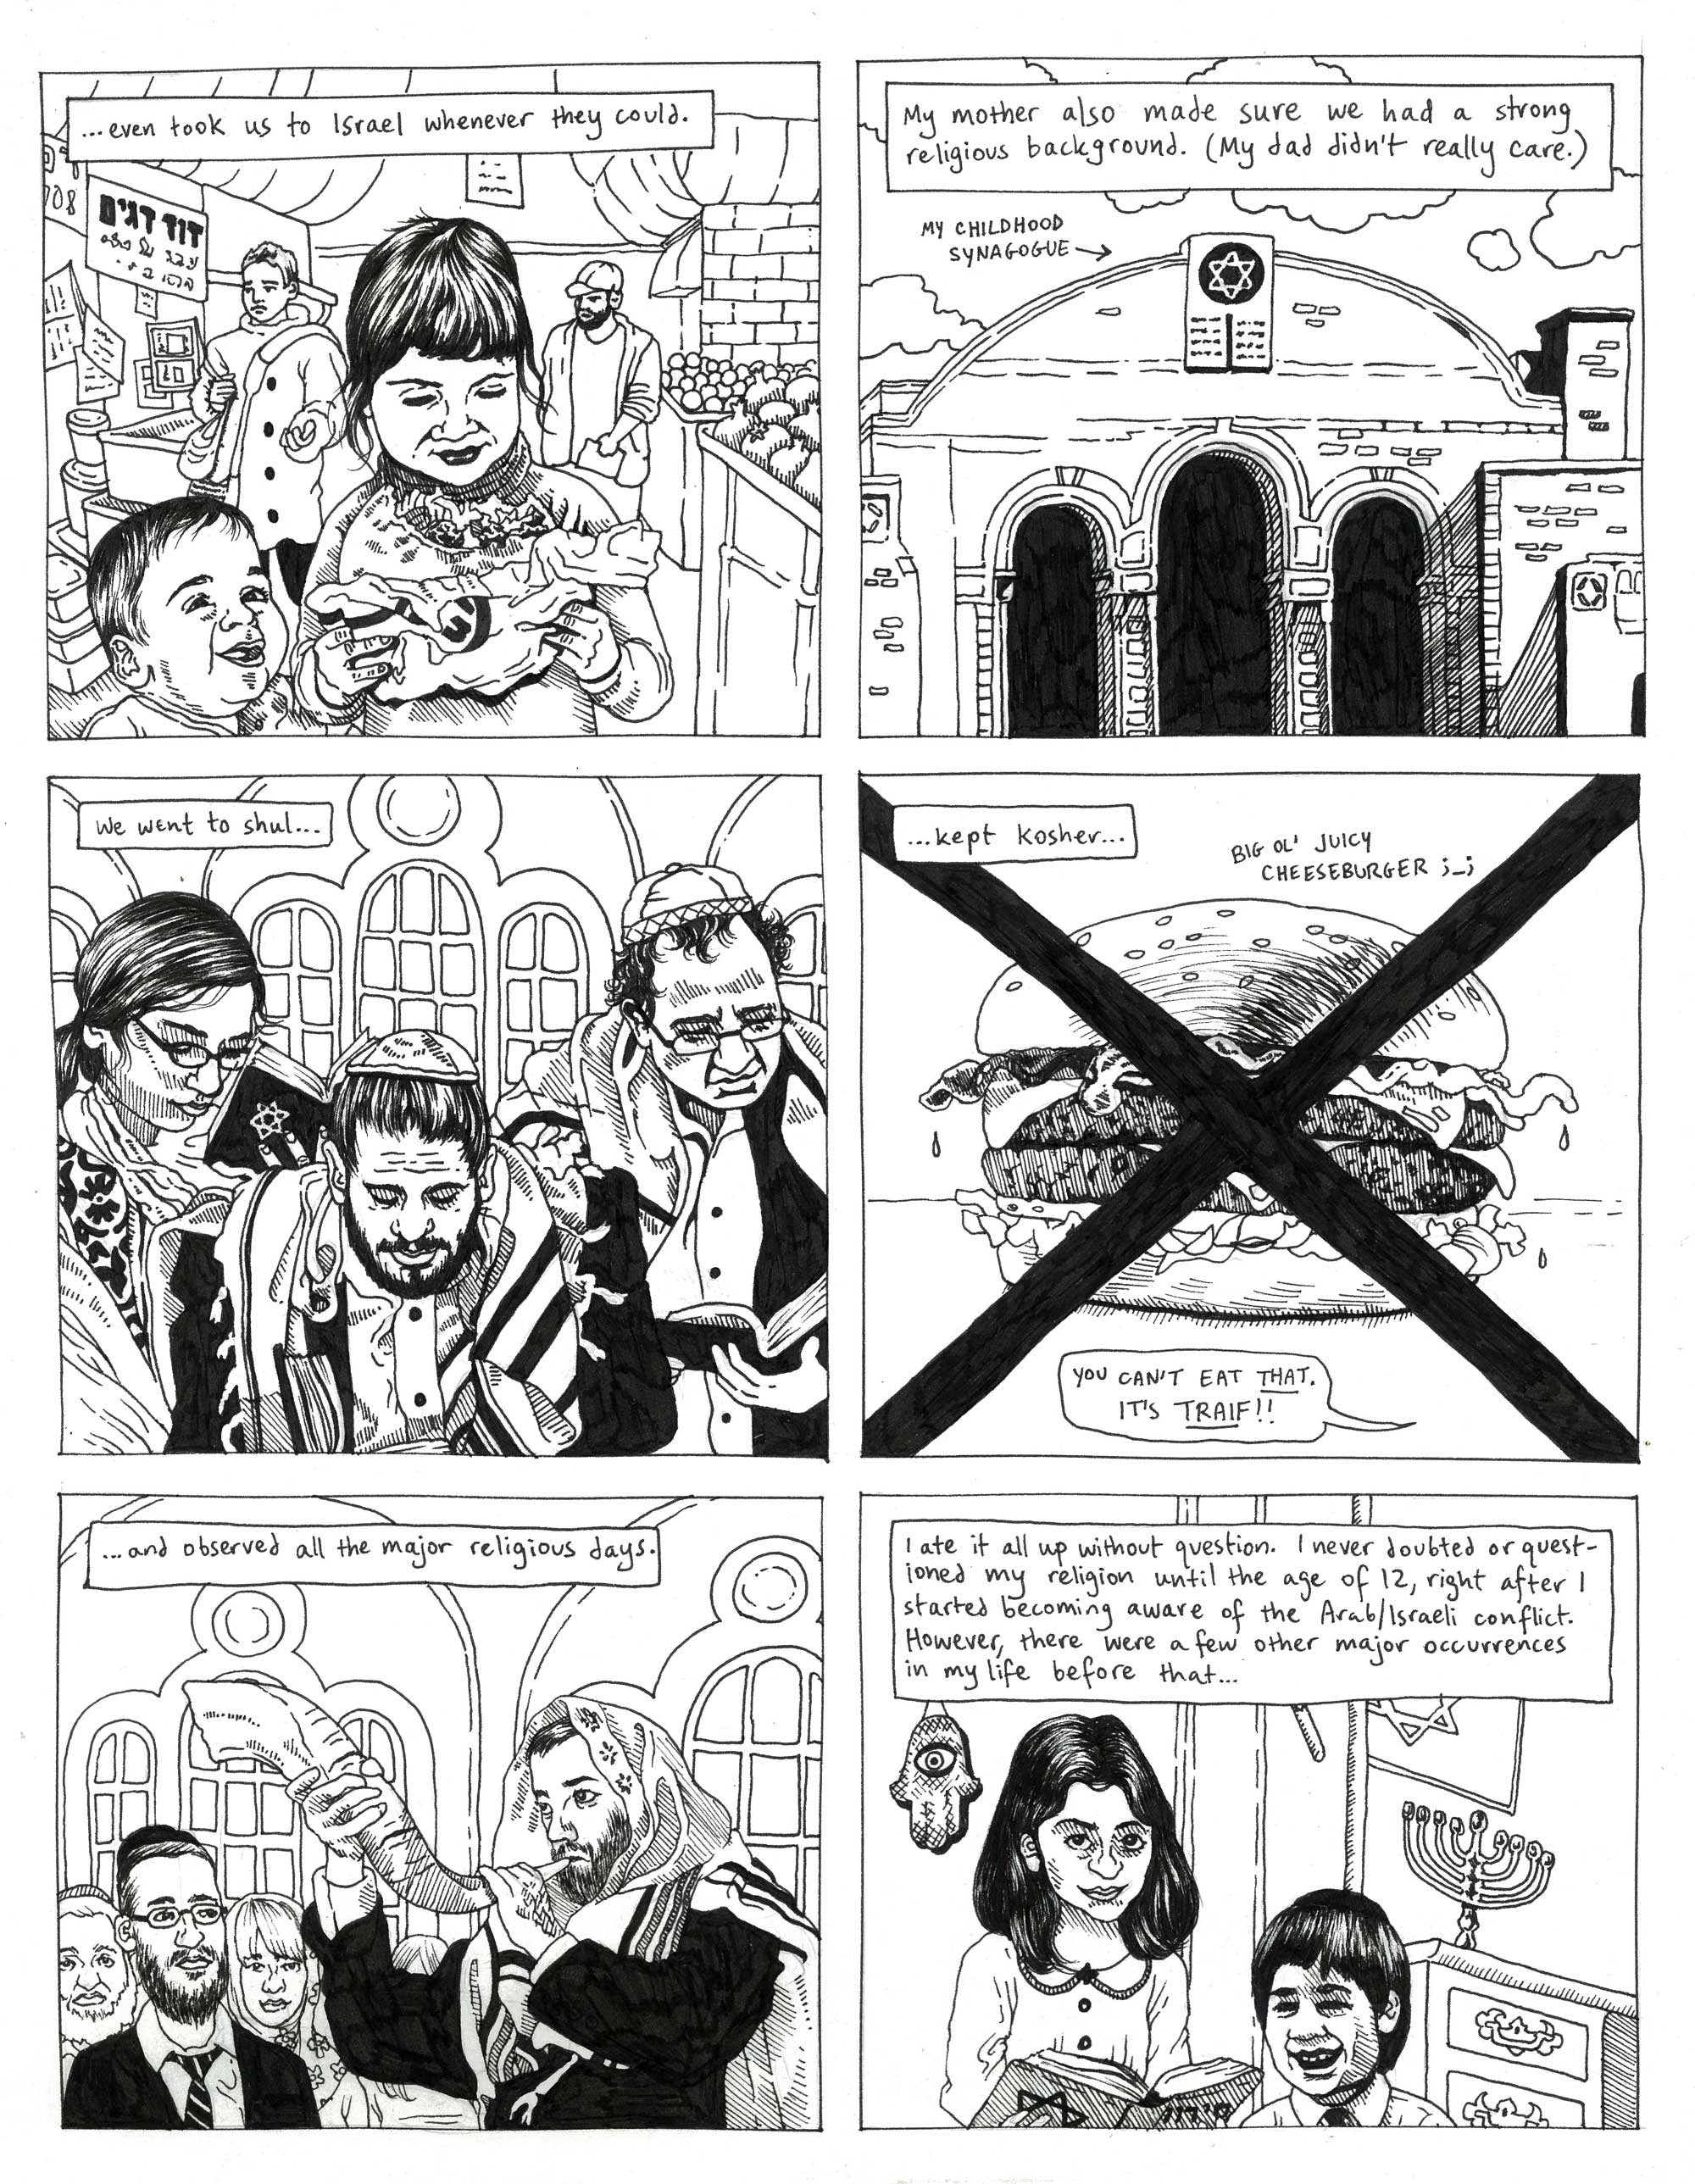 ...even took us to Israel whenever they could.
708
דוד דגים
My mother also made sure we had a strong
religious background. (My dad didn't really care.)
MY CHILDHOOD
SYNAGOGUE →
We went to shul...
...kept kosher...
BIG OL' JUICY
CHEESEBURGER ;_;
YOU CAN'T EAT THAT.
IT'S TRAIF!!
...and observed all the major religious days.
I ate it all up without question. I never doubted or quest-
ioned my religion until the age of 12, right after I
started becoming aware of the Arab/Israeli conflict.
However, there were a few other major occurrences
in my life before that...